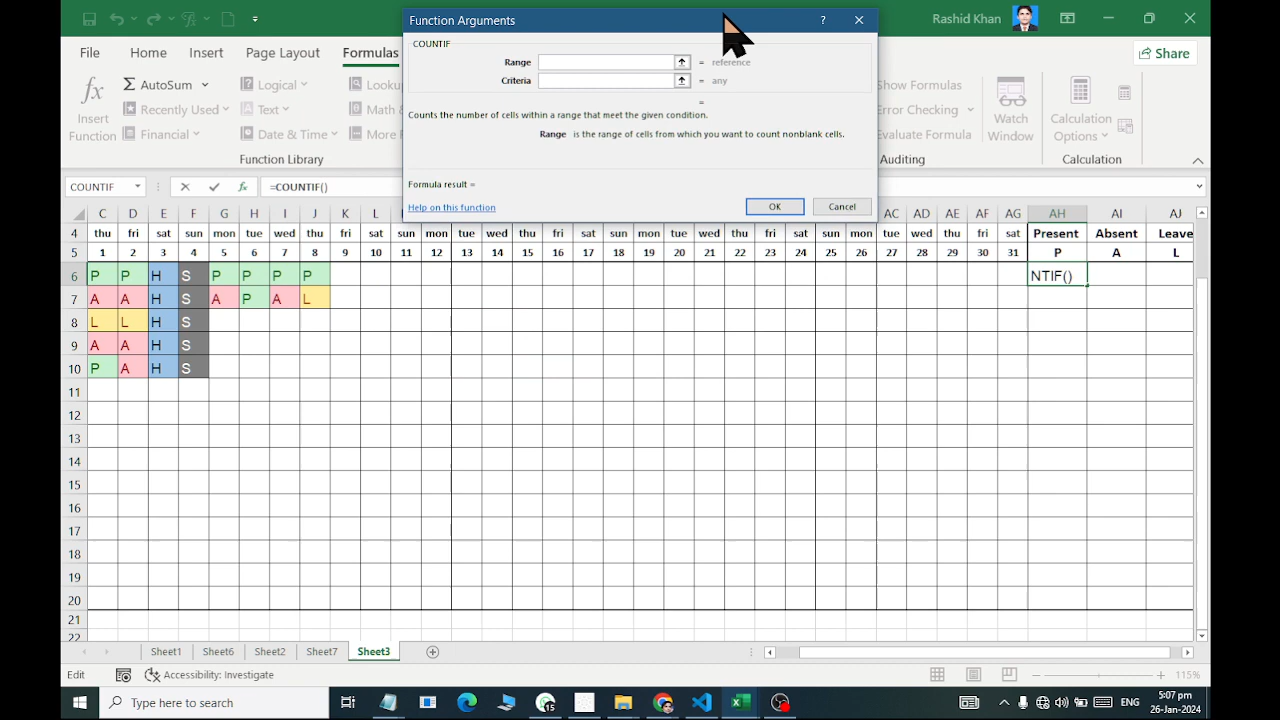 Function Arguments ?
Rashid Khan
File Home Insert Page Layout Formulas
Share
COUNTIF
Range = reference
Criteria = any
=
Counts the number of cells within a range that meet the given condition.
Range is the range of cells from which you want to count nonblank cells.
Formula result =
Help on this function OK Cancel
Insert Function
AutoSum
Recently Used
Financial
Logical
Text
Date & Time
Function Library
Watch Window
Calculation Options
Auditing
Calculation
COUNTIF fx =COUNTIF()
C D E F G H I J K L AC AD AE AF AG AH AI AJ
4 thu fri sat sun mon tue wed thu fri sat sun mon tue wed thu fri sat sun mon tue wed thu fri sat sun mon tue wed thu fri sat Present Absent Leave
5 1 2 3 4 5 6 7 8 9 10 11 12 13 14 15 16 17 18 19 20 21 22 23 24 25 26 27 28 29 30 31 P A L
6 P P H S P P P P NTIF()
7 A A H S A P A L
8 L L H S
9 A A H S
10 P A H S
11
12
13
14
15
16
17
18
19
20
21
22
Sheet1 Sheet6 Sheet2 Sheet7 Sheet3
Edit Accessibility: Investigate 115%
Type here to search
15
ENG
5:07 pm
26-Jan-2024